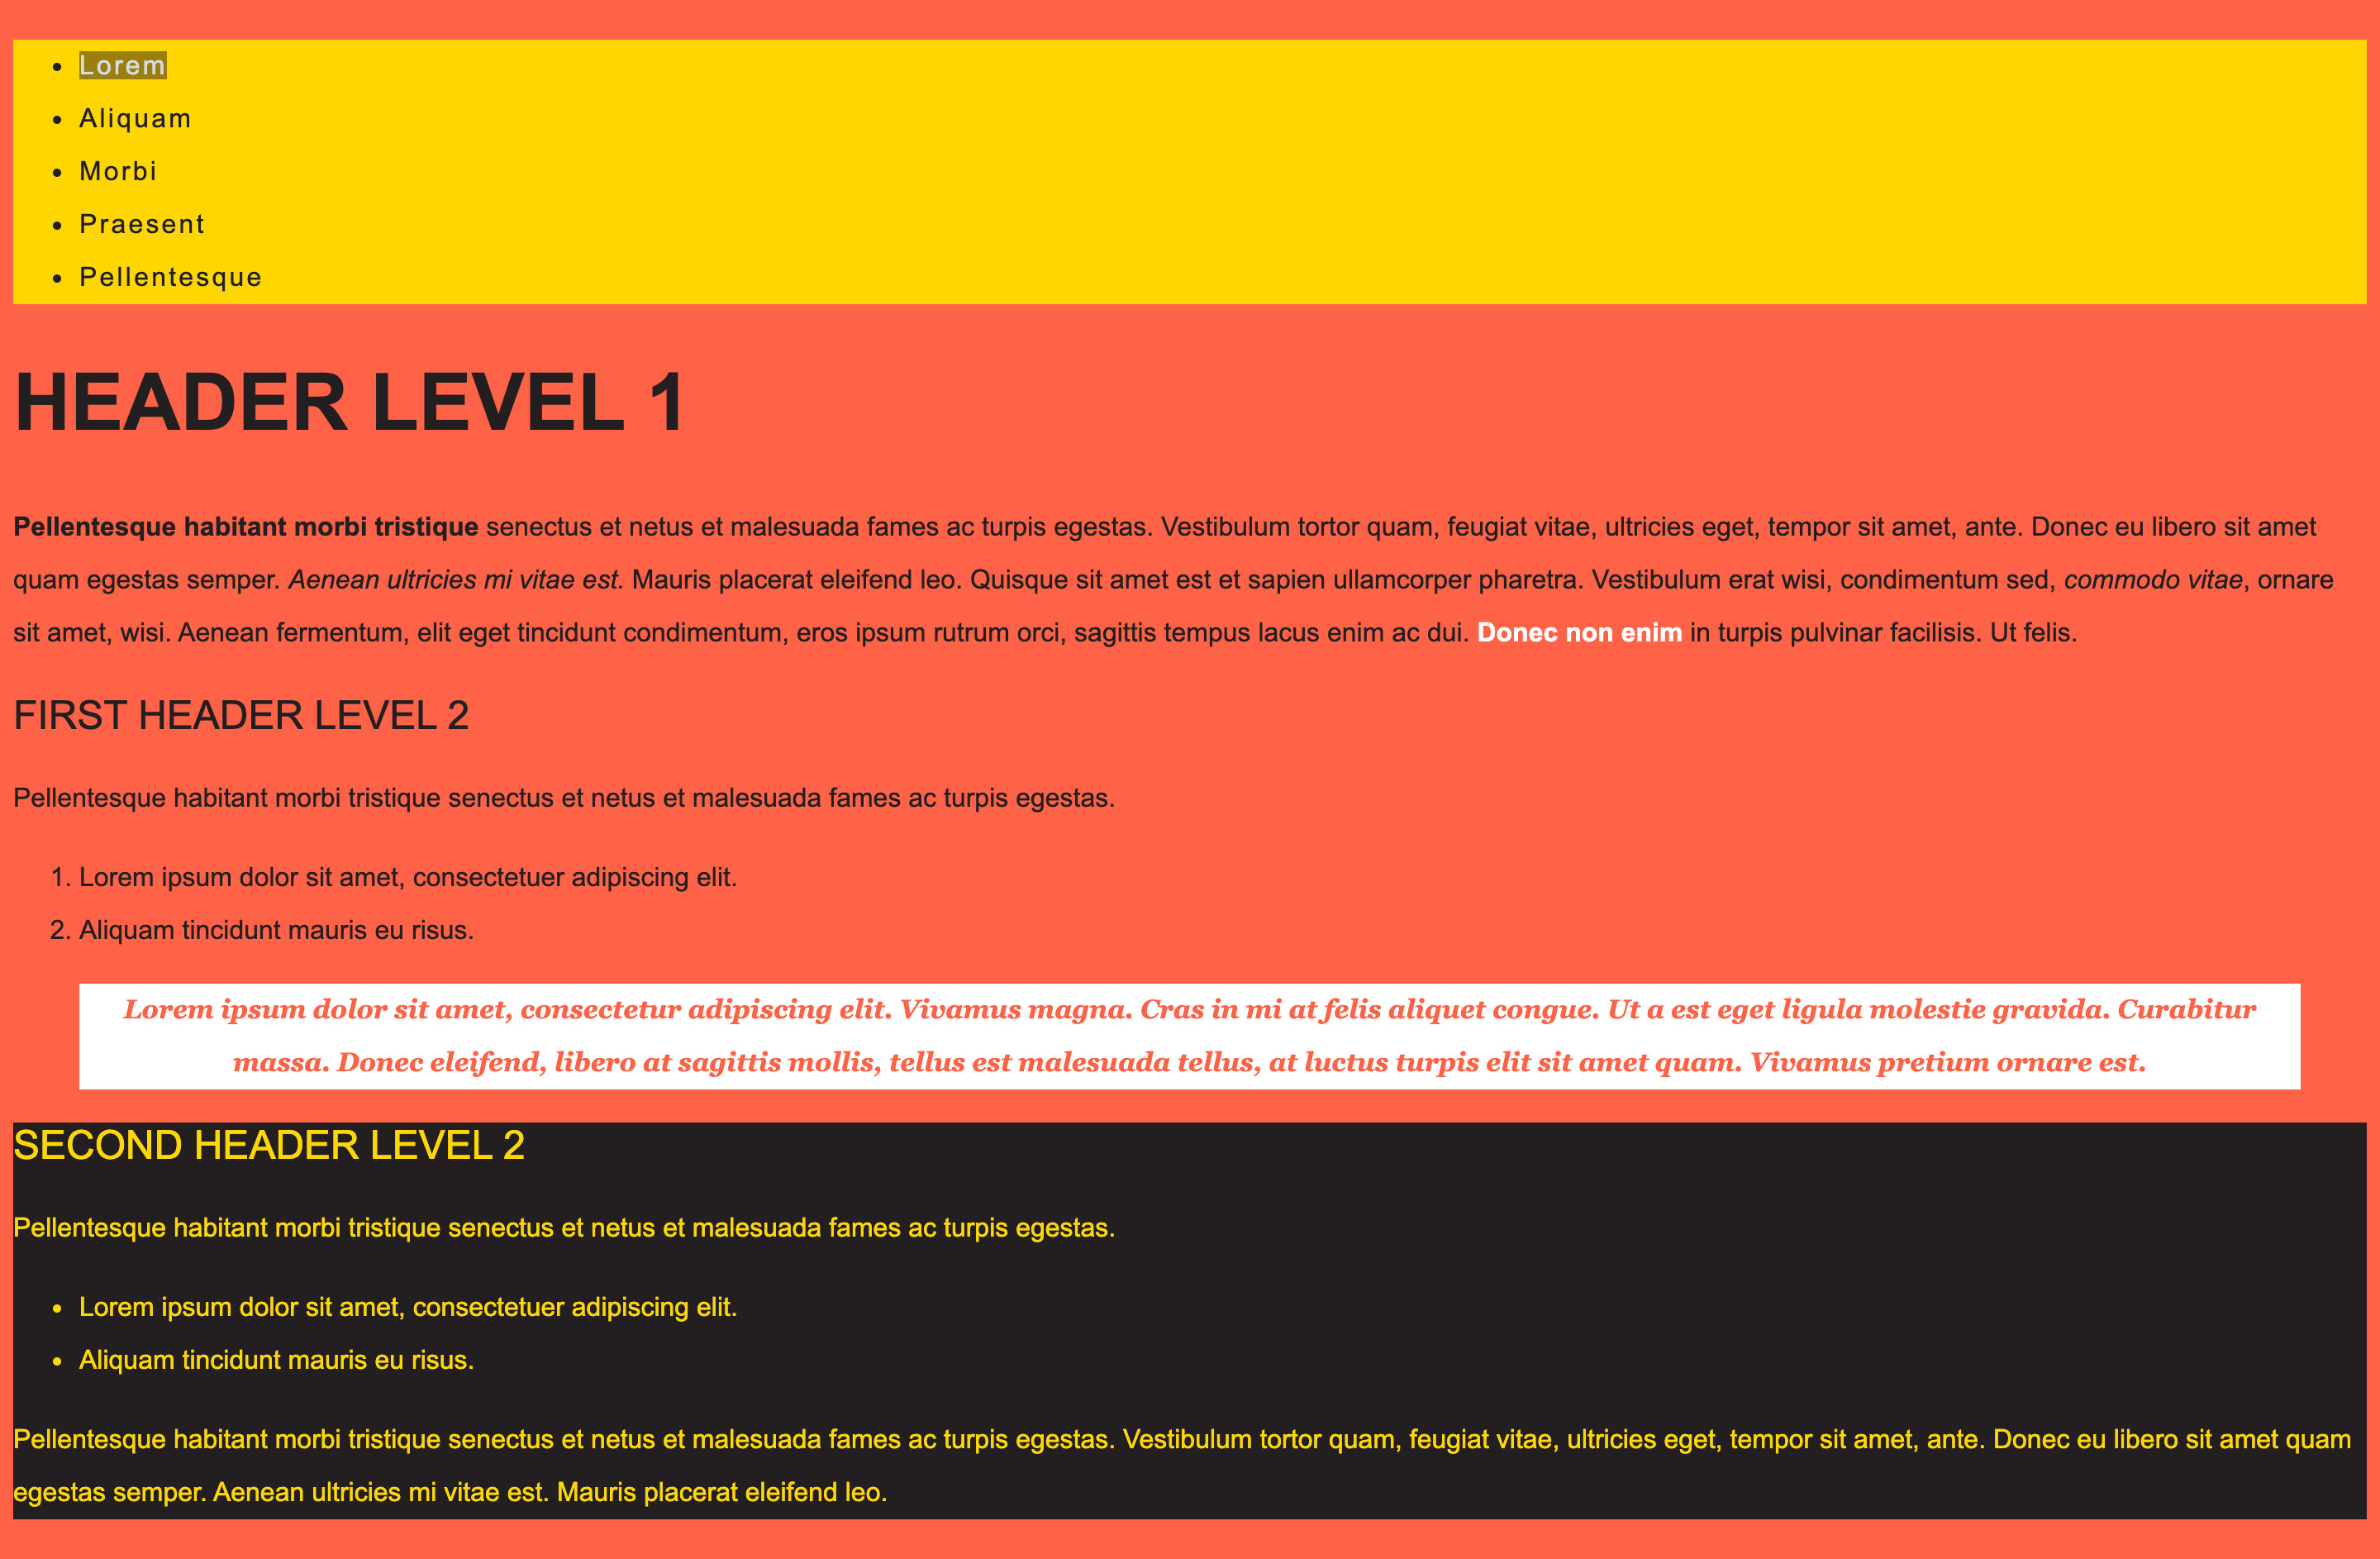 Lorem
Aliquam
Morbi
Praesent
Pellentesque
HEADER LEVEL 1
Pellentesque habitant morbi tristique senectus et netus et malesuada fames ac turpis egestas. Vestibulum tortor quam, feugiat vitae, ultricies eget, tempor sit amet, ante. Donec eu libero sit amet
quam egestas semper. Aenean ultricies mi vitae est. Mauris placerat eleifend leo. Quisque sit amet est et sapien ullamcorper pharetra. Vestibulum erat wisi, condimentum sed, commodo vitae, ornare
sit amet, wisi. Aenean fermentum, elit eget tincidunt condimentum, eros ipsum rutrum orci, sagittis tempus lacus enim ac dui. Donec non enim in turpis pulvinar facilisis. Ut felis.
FIRST HEADER LEVEL 2
Pellentesque habitant morbi tristique senectus et netus et malesuada fames ac turpis egestas.
1. Lorem ipsum dolor sit amet, consectetuer adipiscing elit.
2. Aliquam tincidunt mauris eu risus.
Lorem ipsum dolor sit amet, consectetur adipiscing elit. Vivamus magna. Cras in mi at felis aliquet congue. Ut a est eget ligula molestie gravida. Curabitur
massa. Donec eleifend, libero at sagittis mollis, tellus est malesuada tellus, at luctus turpis elit sit amet quam. Vivamus pretium ornare est.
SECOND HEADER LEVEL 2
Pellentesque habitant morbi tristique senectus et netus et malesuada fames ac turpis egestas.
Lorem ipsum dolor sit amet, consectetuer adipiscing elit.
Aliquam tincidunt mauris eu risus.
Pellentesque habitant morbi tristique senectus et netus et malesuada fames ac turpis egestas. Vestibulum tortor quam, feugiat vitae, ultricies eget, tempor sit amet, ante. Donec eu libero sit amet quam
egestas semper. Aenean ultricies mi vitae est. Mauris placerat eleifend leo.